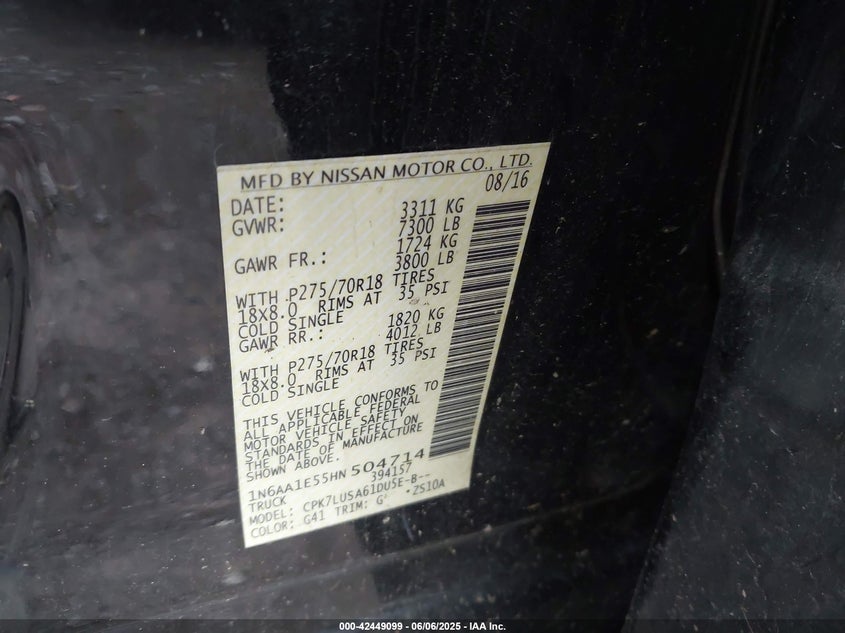 MFD BY NISSAN MOTOR CO., LTD.
DATE: 08/16
GVWR: 3311 KG
7300 LB
GAWR FR.: 1724 KG
3800 LB
WITH P275/70R18 TIRES
18X8.0 RIMS AT 35 PSI
COLD SINGLE
GAWR RR.: 1820 KG
4012 LB
WITH P275/70R18 TIRES
18X8.0 RIMS AT 35 PSI
COLD SINGLE
THIS VEHICLE CONFORMS TO
ALL APPLICABLE FEDERAL
MOTOR VEHICLE SAFETY
STANDARDS IN EFFECT ON
THE DATE OF MANUFACTURE
SHOWN ABOVE.
1N6AA1E55HN 504714
TRUCK 394157
MODEL: CPK7LUSA61DU5E-B--
COLOR: G41 TRIM: G *ZS10A
000-42449099 - 06/06/2025 - IAA Inc.